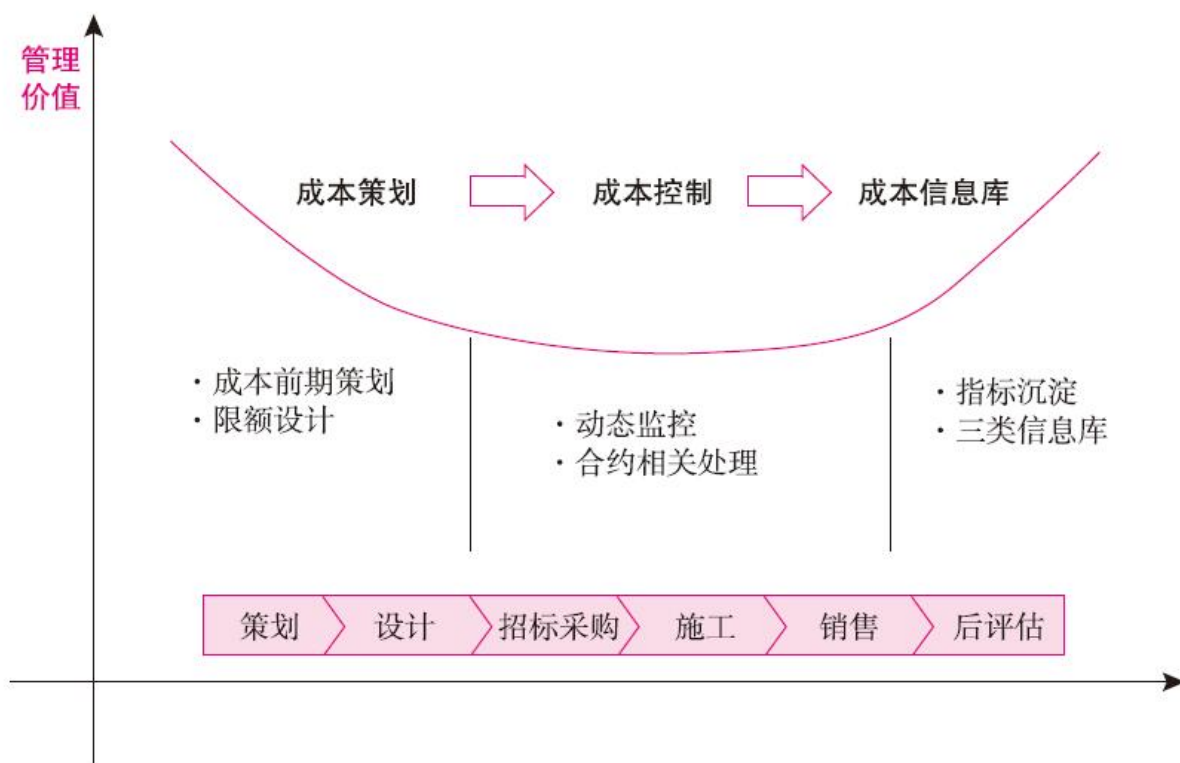 管理
价值
成本策划
成本控制
成本信息库
·成本前期策划
·限额设计
·动态监控
·合约相关处理
·指标沉淀
·三类信息库
策划
设计
招标采购
施工
销售
后评估